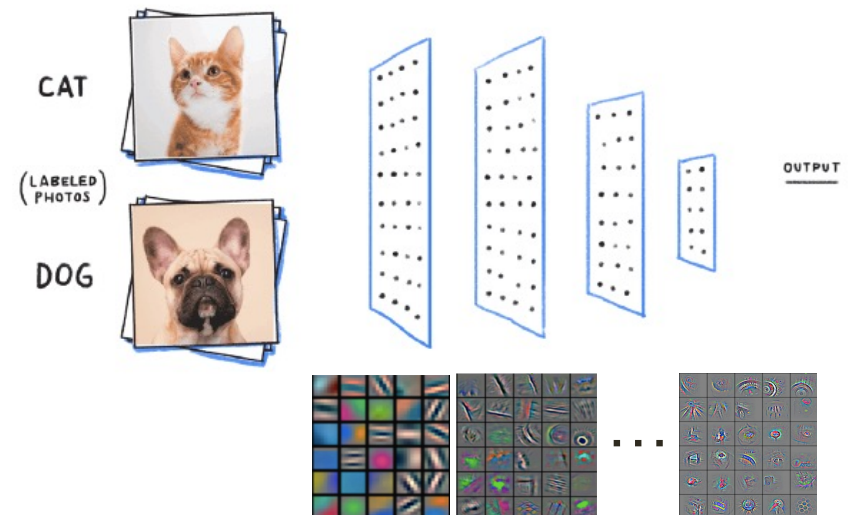 CAT
(LABELED
PHOTOS)
DOG
OUTPUT